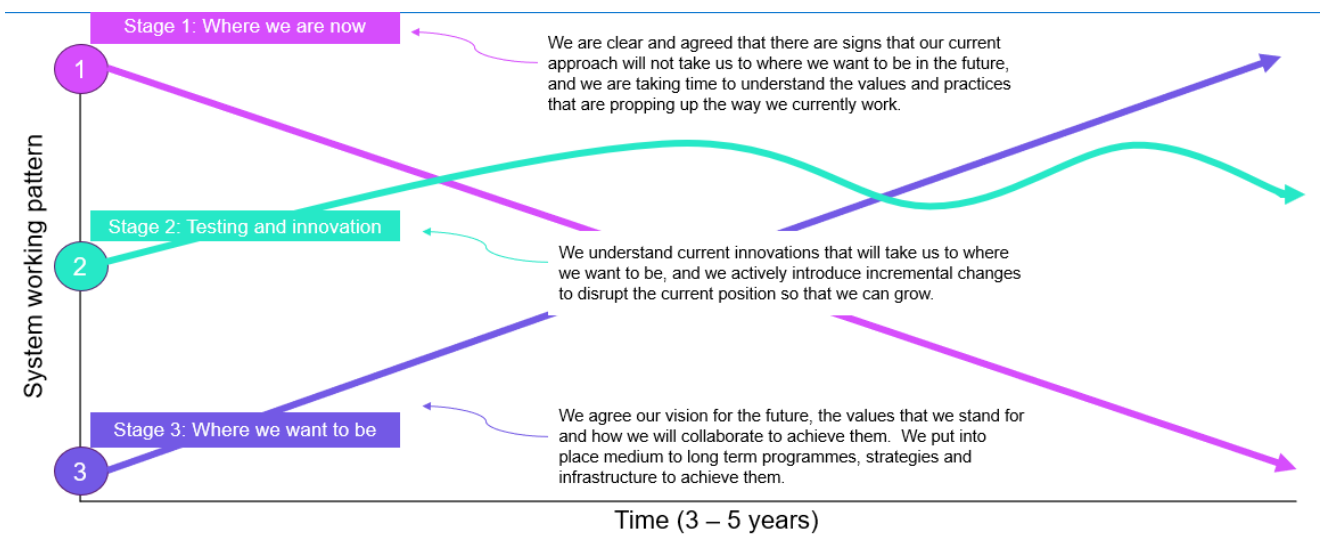 Stage 1: Where we are now
1
We are clear and agreed that there are signs that our current
approach will not take us to where we want to be in the future,
and we are taking time to understand the values and practices
that are propping up the way we currently work.
System working pattern
Stage 2: Testing and innovation
2
We understand current innovations that will take us to where
we want to be, and we actively introduce incremental changes
to disrupt the current position so that we can grow.
Stage 3: Where we want to be
3
We agree our vision for the future, the values that we stand for
and how we will collaborate to achieve them.  We put into
place medium to long term programmes, strategies and
infrastructure to achieve them.
Time (3 – 5 years)